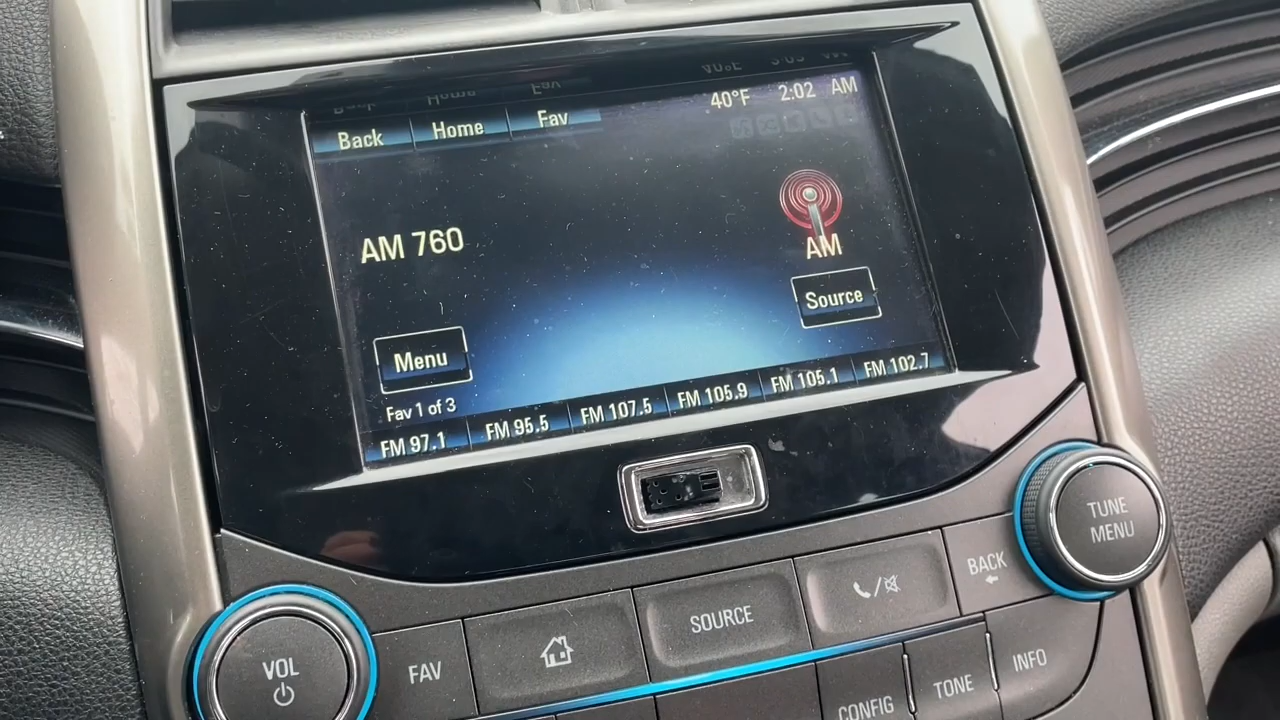 40°F 2:02 AM
Back Home Fav
AM 760
AM
Source
Menu
Fav 1 of 3
FM 97.1 FM 95.5 FM 107.5 FM 105.9 FM 105.1 FM 102.7
TUNE
MENU
BACK
SOURCE
FAV
VOL
INFO
TONE
CONFIG